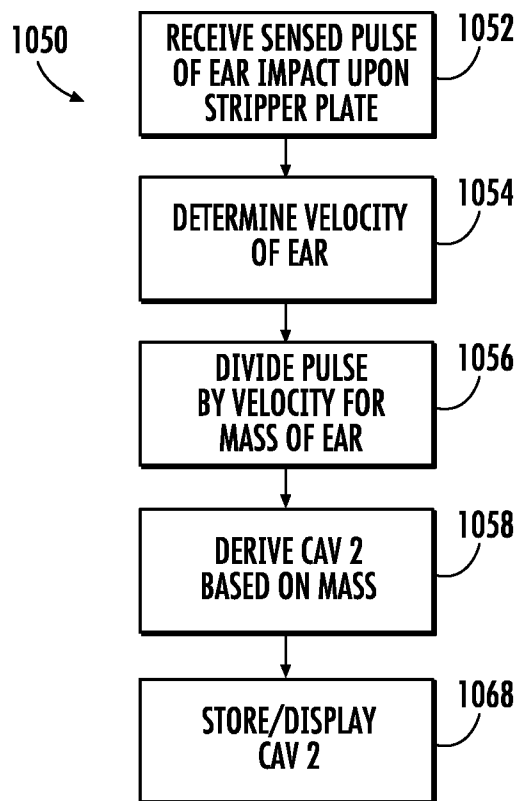 1050
RECEIVE SENSED PULSE
OF EAR IMPACT UPON
STRIPPER PLATE
1052
DETERMINE VELOCITY
OF EAR
1054
DIVIDE PULSE
BY VELOCITY FOR
MASS OF EAR
1056
DERIVE CAV 2
BASED ON MASS
1058
STORE/DISPLAY
CAV 2
1068